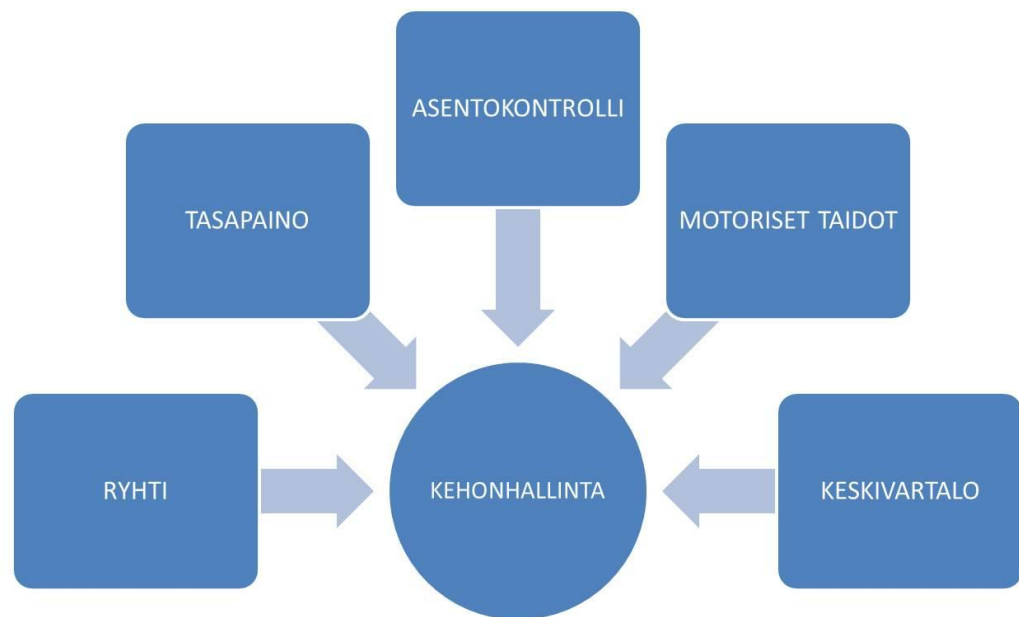 ASENTOKONTROLLI
TASAPAINO
MOTORISET TAIDOT
RYHTI
KEHONHALLINTA
KESKIVARTALO